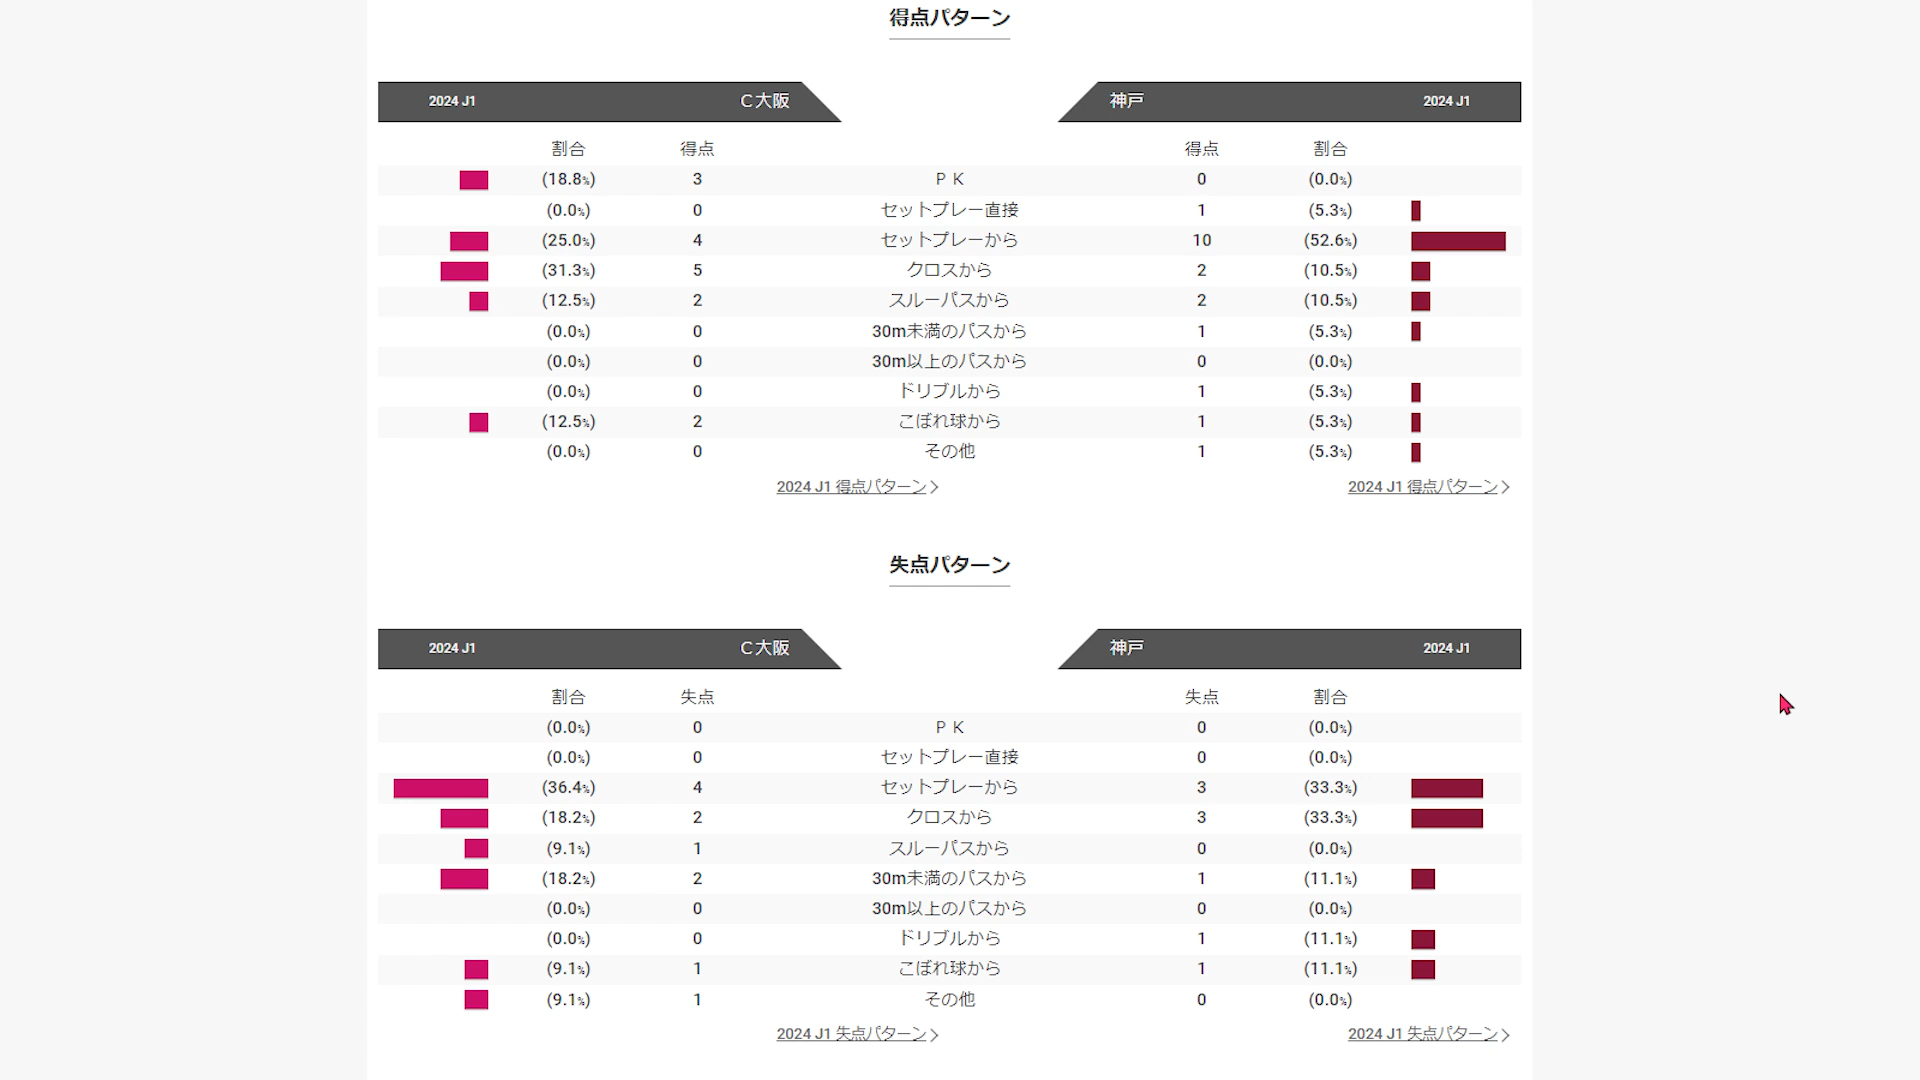 得点パターン
2024 J1 Ｃ大阪 神戸 2024 J1
割合 得点 得点 割合
(18.8%) 3 ＰＫ 0 (0.0%)
(0.0%) 0 セットプレー直接 1 (5.3%)
(25.0%) 4 セットプレーから 10 (52.6%)
(31.3%) 5 クロスから 2 (10.5%)
(12.5%) 2 スルーパスから 2 (10.5%)
(0.0%) 0 30m未満のパスから 1 (5.3%)
(0.0%) 0 30m以上のパスから 0 (0.0%)
(0.0%) 0 ドリブルから 1 (5.3%)
(12.5%) 2 こぼれ球から 1 (5.3%)
(0.0%) 0 その他 1 (5.3%)
2024 J1 得点パターン 2024 J1 得点パターン
失点パターン
2024 J1 Ｃ大阪 神戸 2024 J1
割合 失点 失点 割合
(0.0%) 0 ＰＫ 0 (0.0%)
(0.0%) 0 セットプレー直接 0 (0.0%)
(36.4%) 4 セットプレーから 3 (33.3%)
(18.2%) 2 クロスから 3 (33.3%)
(9.1%) 1 スルーパスから 0 (0.0%)
(18.2%) 2 30m未満のパスから 1 (11.1%)
(0.0%) 0 30m以上のパスから 0 (0.0%)
(0.0%) 0 ドリブルから 1 (11.1%)
(9.1%) 1 こぼれ球から 1 (11.1%)
(9.1%) 1 その他 0 (0.0%)
2024 J1 失点パターン 2024 J1 失点パターン